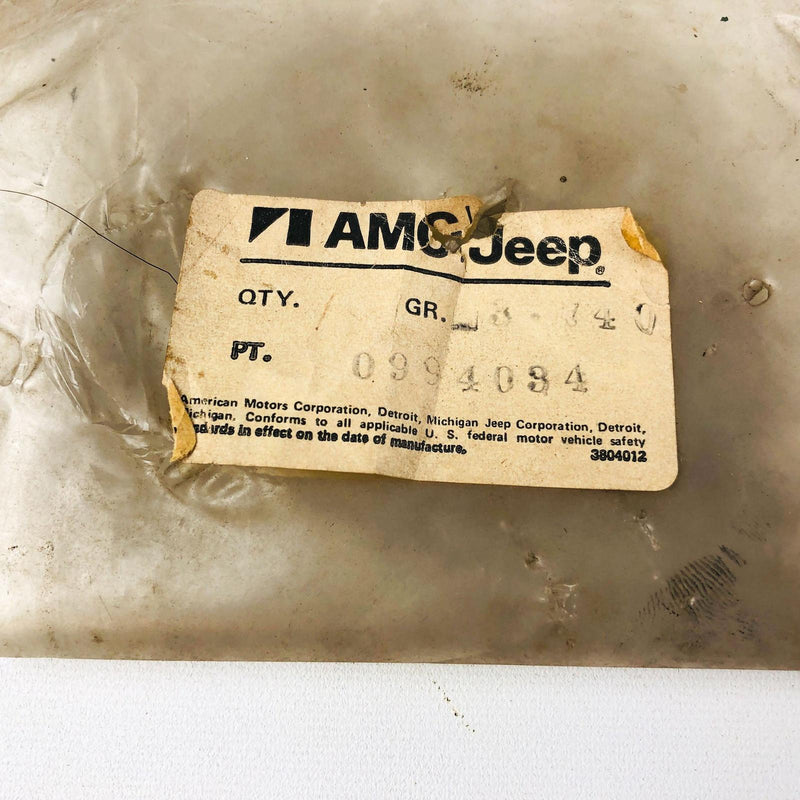 AMC Jeep®
QTY. GR.
PT. 0994034
American Motors Corporation, Detroit, Michigan Jeep Corporation, Detroit,
Michigan. Conforms to all applicable U. S. federal motor vehicle safety
standards in effect on the date of manufacture.
3804012